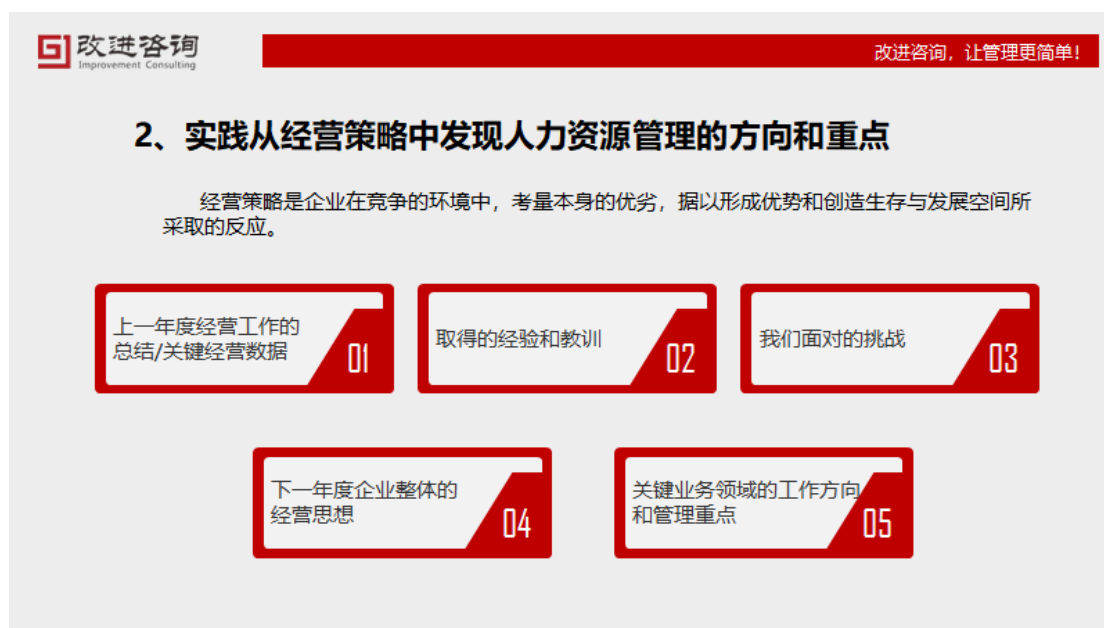 改进咨询
Improvement Consulting
改进咨询，让管理更简单！
2、实践从经营策略中发现人力资源管理的方向和重点
经营策略是企业在竞争的环境中，考量本身的优劣，据以形成优势和创造生存与发展空间所
采取的反应。
上一年度经营工作的
总结/关键经营数据
01
取得的经验和教训
02
我们面对的挑战
03
下一年度企业整体的
经营思想
04
关键业务领域的工作方向
和管理重点
05